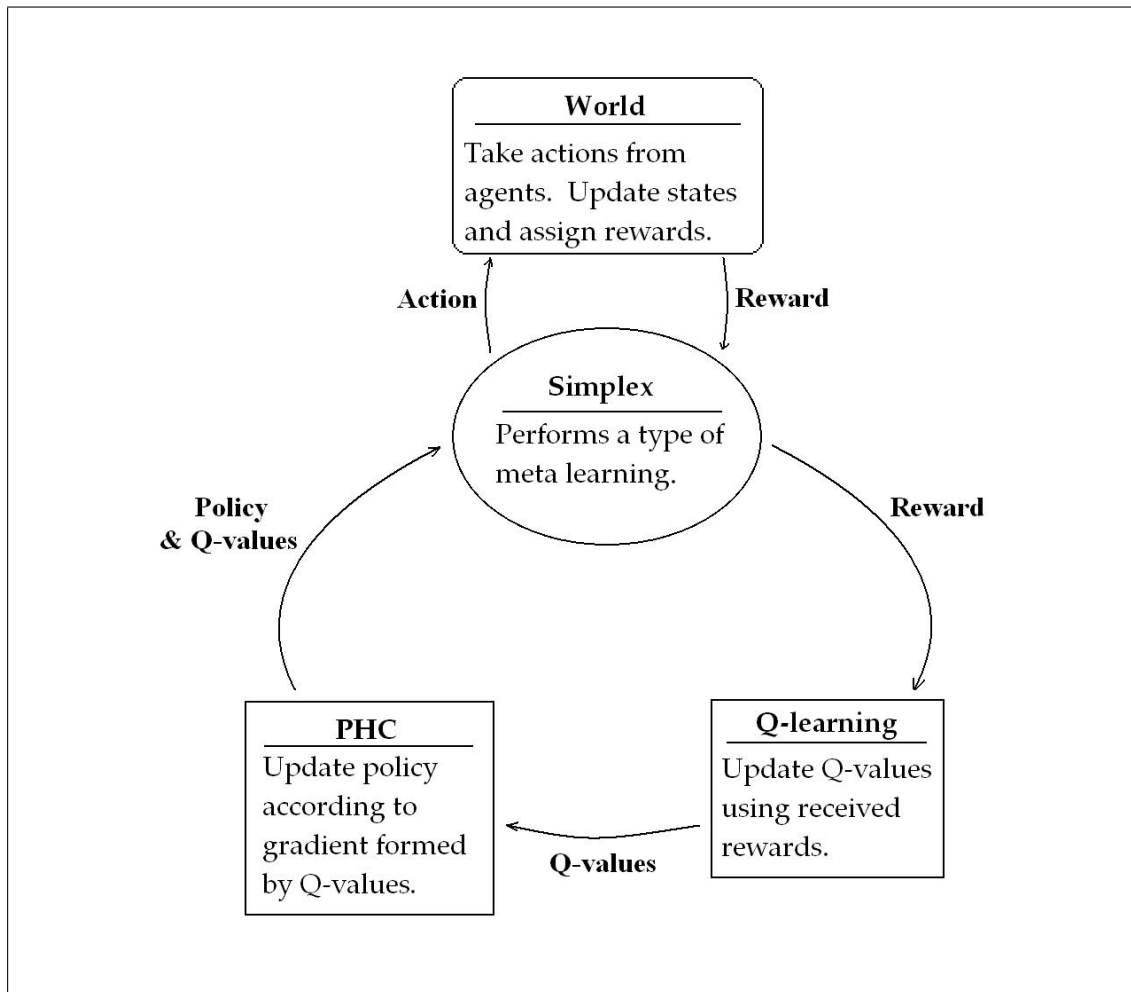 World
Take actions from
agents.  Update states
and assign rewards.
Action
Reward
Simplex
Performs a type of
meta learning.
Policy
& Q-values
Reward
PHC
Update policy
according to
gradient formed
by Q-values.
Q-learning
Update Q-values
using received
rewards.
Q-values